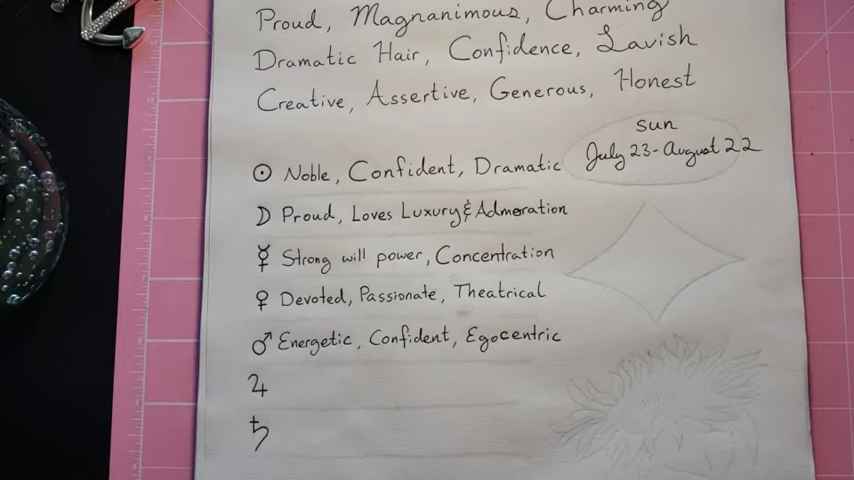 Proud, Magnanimous, Charming
Dramatic Hair, Confidence, Lavish
Creative, Assertive, Generous, Honest
sun
July 23-August 22
☉ Noble, Confident, Dramatic
☽ Proud, Loves Luxury & Admoration
☿ Strong will power, Concentration
♀ Devoted, Passionate, Theatrical
♂ Energetic, Confident, Egocentric
♃
♄